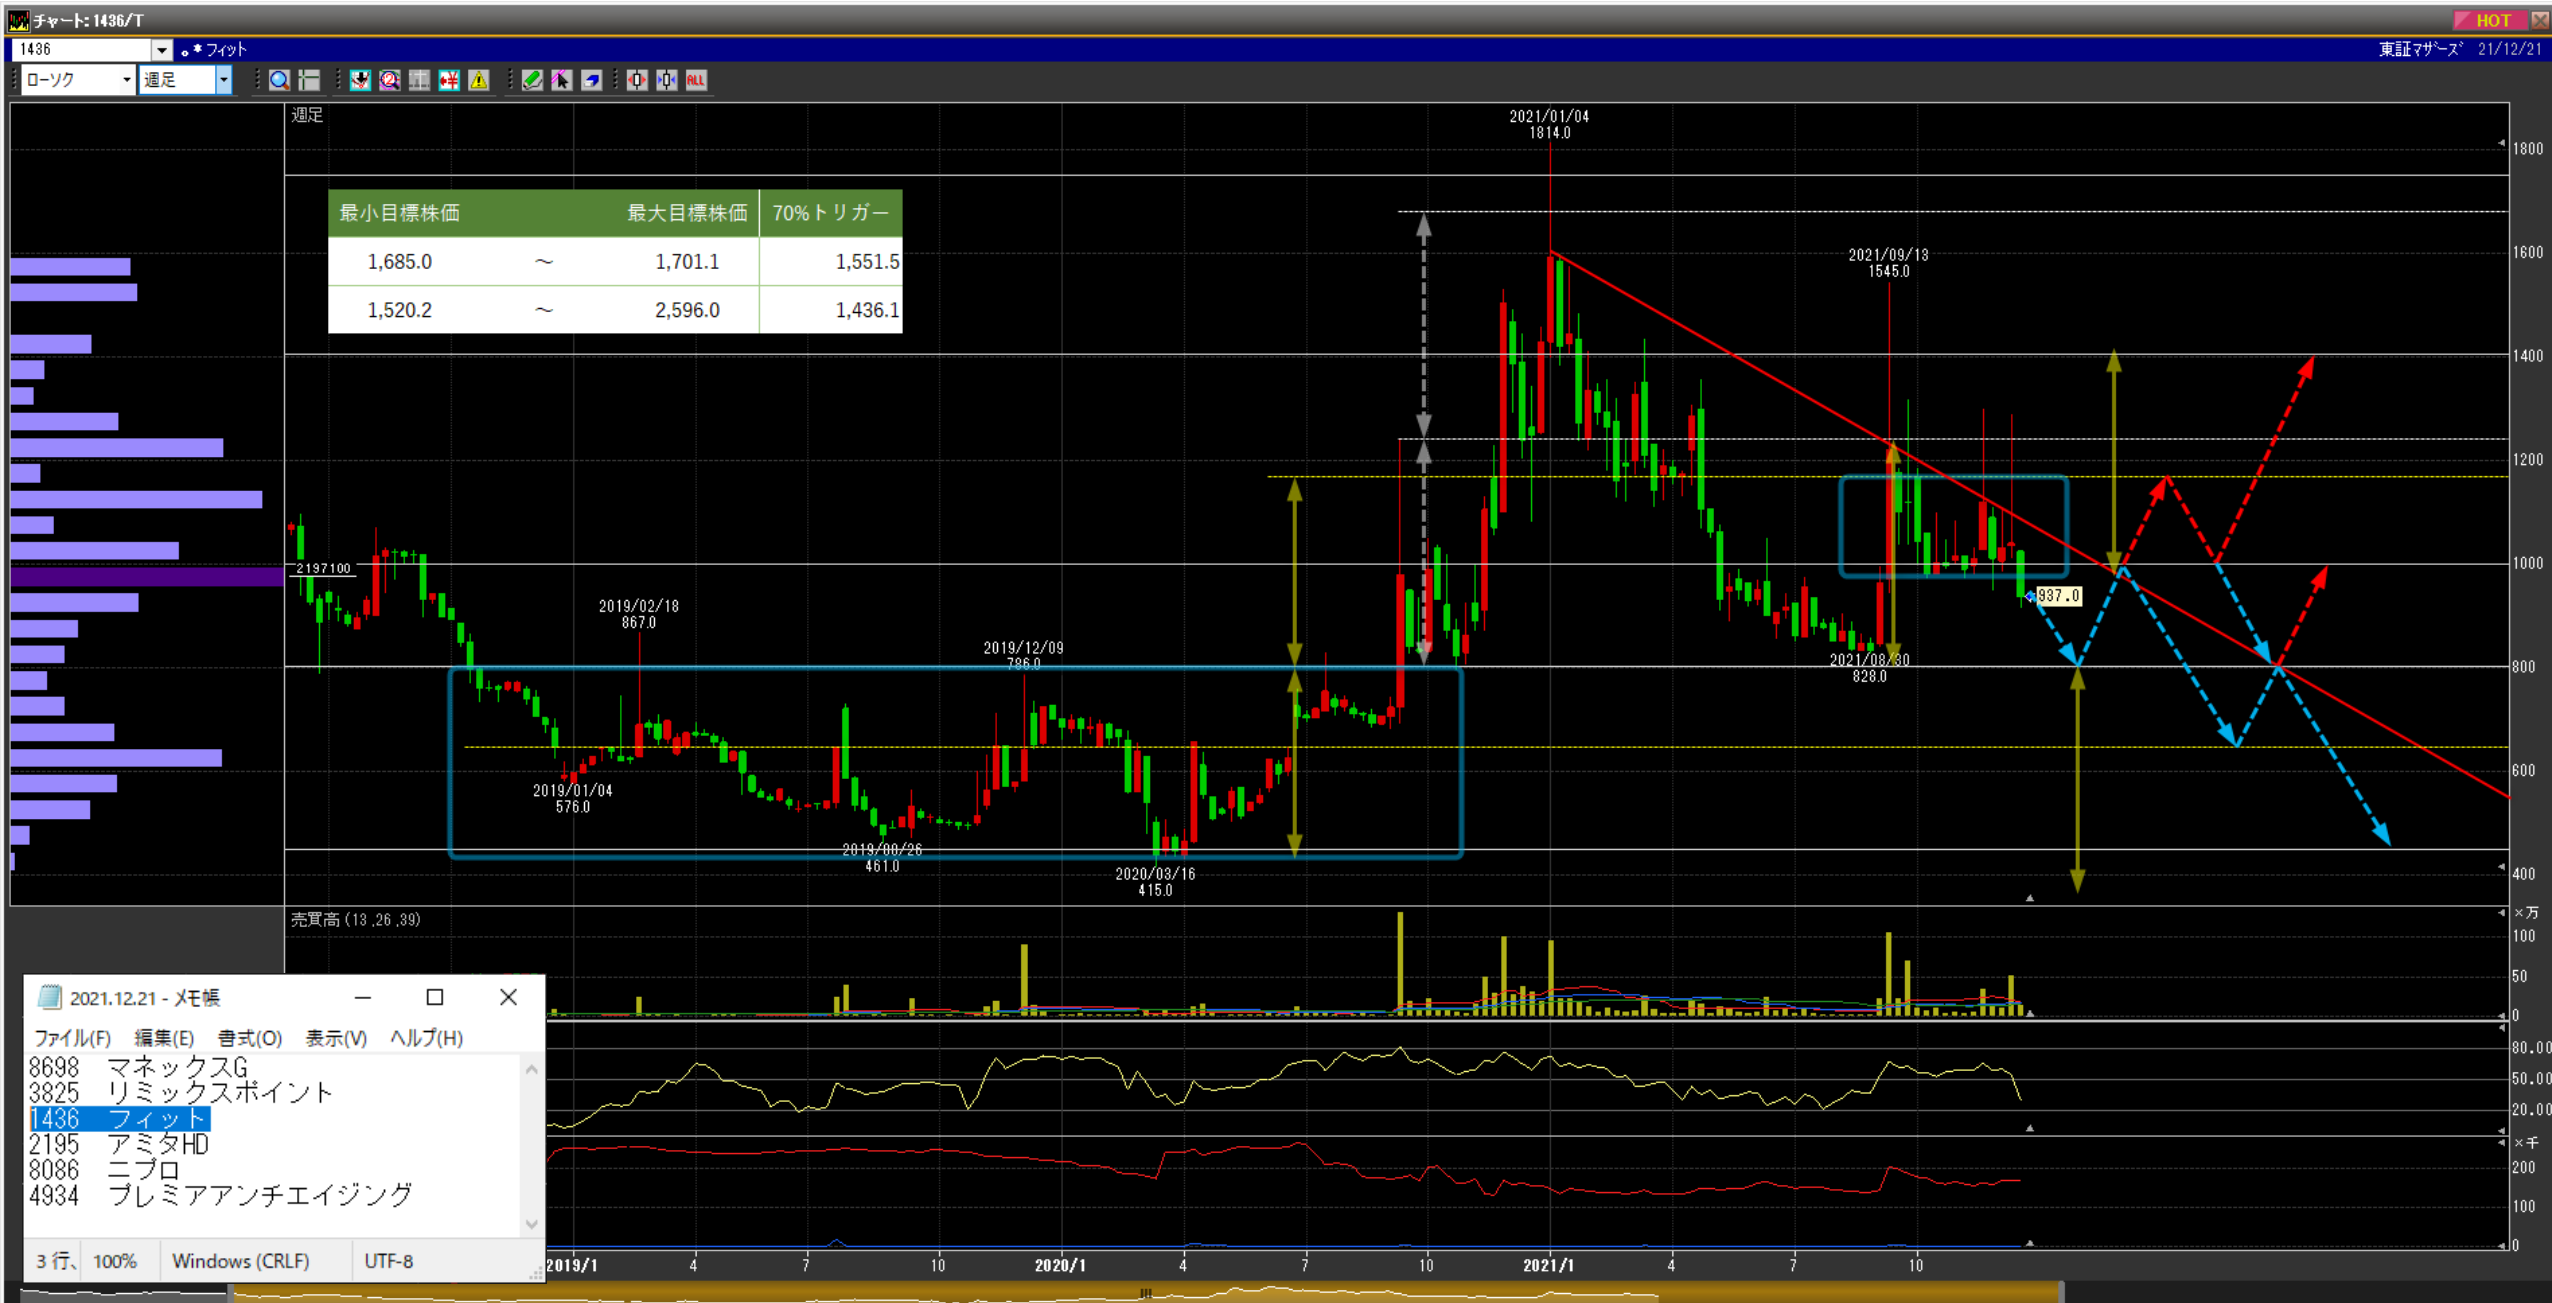 チャート: 1436/T
HOT
1436
。* フィット
東証マザーズ 21/12/21
ローソク
週足
ALL
週足
2021/01/04
1814.0
1800
最小目標株価 最大目標株価 70%トリガー
1,685.0 ～ 1,701.1 1,551.5
1,520.2 ～ 2,596.0 1,436.1
2021/09/13
1545.0
1600
1400
1200
1000
2197100
937.0
2019/02/18
867.0
2019/12/09
786.0
2021/08/30
828.0
800
2019/01/04
576.0
600
2019/08/26
461.0
2020/03/16
415.0
400
売買高(13,26,39)
×万
100
50
0
80.00
50.00
20.00
×千
200
100
0
2021.12.21 - メモ帳
ファイル(F) 編集(E) 書式(O) 表示(V) ヘルプ(H)
8698 マネックスG
3825 リミックスポイント
1436 フィット
2195 アミタHD
8086 ニプロ
4934 プレミアアンチエイジング
3 行、 100% Windows (CRLF) UTF-8
2019/1 4 7 10 2020/1 4 7 10 2021/1 4 7 10